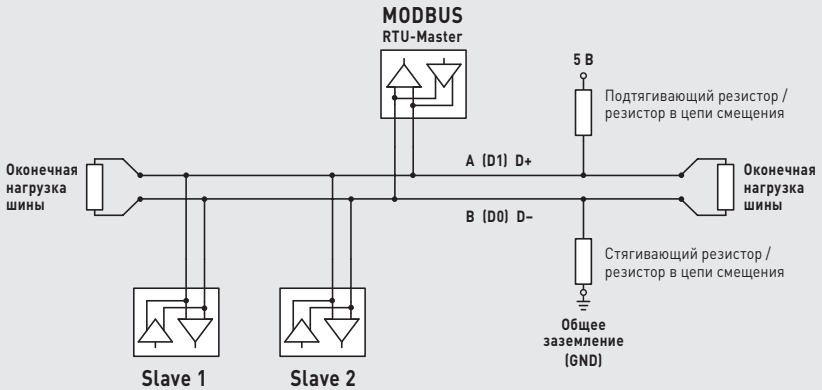 MODBUS
RTU-Master
5 В
Подтягивающий резистор /
резистор в цепи смещения
A (D1) D+
Оконечная
нагрузка
шины
Оконечная
нагрузка
шины
B (D0) D–
Стягивающий резистор /
резистор в цепи смещения
Общее
заземление
(GND)
Slave 1
Slave 2